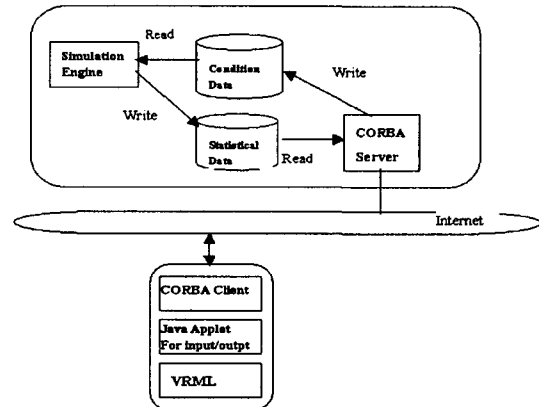 Read
Simulation
Engine
Condition
Data
Write
Write
Statistical
Data
Read
CORBA
Server
Internet
CORBA Client
Java Applet
For input/outpt
VRML